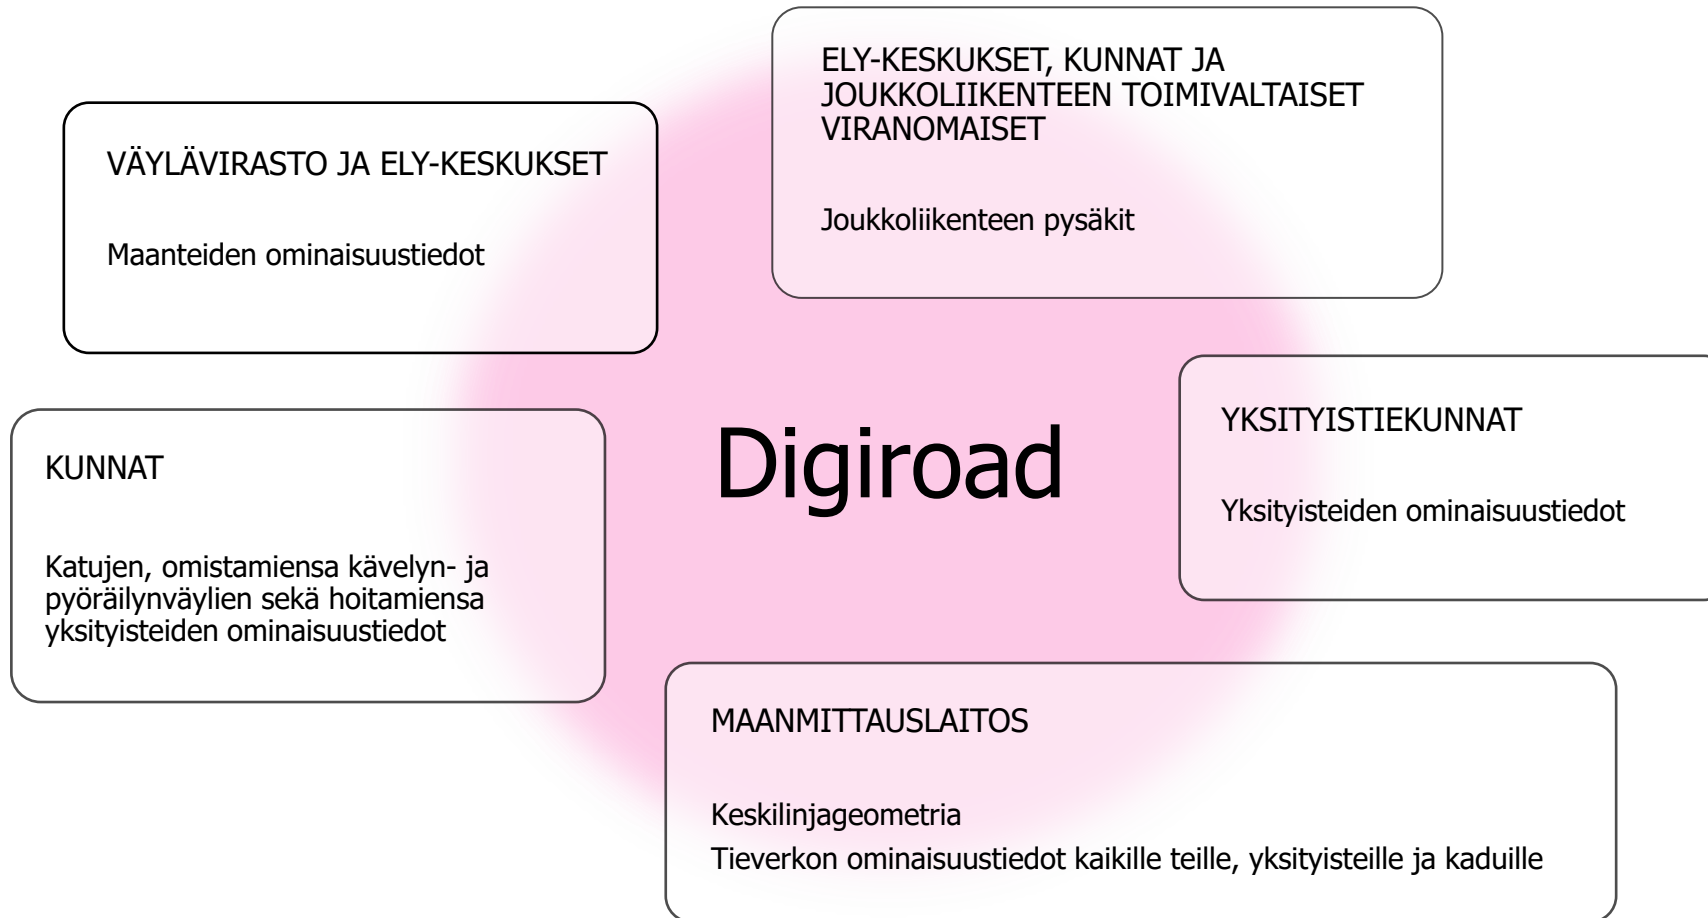 VÄYLÄVIRASTO JA ELY-KESKUKSET
Maanteiden ominaisuustiedot
ELY-KESKUKSET, KUNNAT JA
JOUKKOLIIKENTEEN TOIMIVALTAISET
VIRANOMAISET
Joukkoliikenteen pysäkit
KUNNAT
Katujen, omistamiensa kävelyn- ja
pyöräilynväylien sekä hoitamiensa
yksityisteiden ominaisuustiedot
Digiroad
YKSITYISTIEKUNNAT
Yksityisteiden ominaisuustiedot
MAANMITTAUSLAITOS
Keskilinjageometria
Tieverkon ominaisuustiedot kaikille teille, yksityisteille ja kaduille